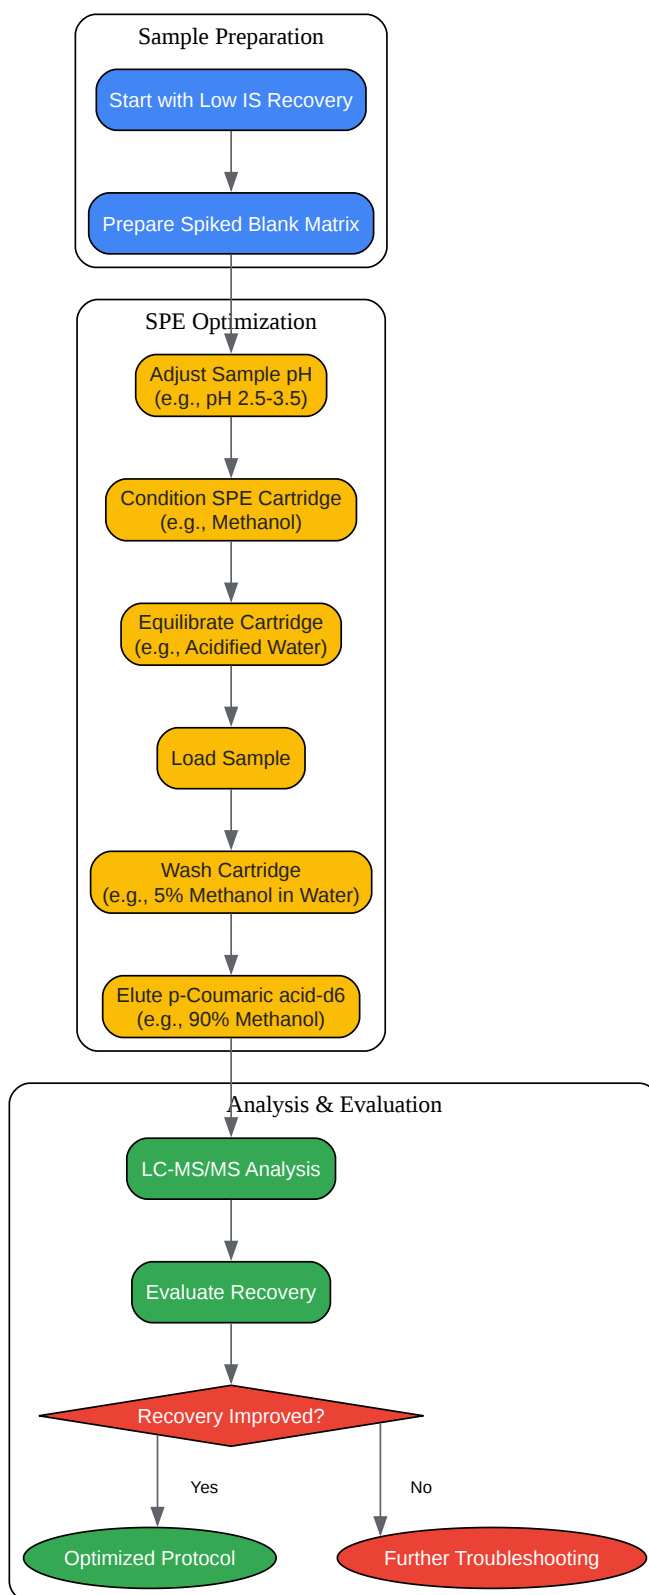 Sample Preparation
Start with Low IS Recovery
Prepare Spiked Blank Matrix
SPE Optimization
Adjust Sample pH
(e.g., pH 2.5-3.5)
Condition SPE Cartridge
(e.g., Methanol)
Equilibrate Cartridge
(e.g., Acidified Water)
Load Sample
Wash Cartridge
(e.g., 5% Methanol in Water)
Elute p-Coumaric acid-d6
(e.g., 90% Methanol)
Analysis & Evaluation
LC-MS/MS Analysis
Evaluate Recovery
Recovery Improved?
Yes
No
Optimized Protocol
Further Troubleshooting